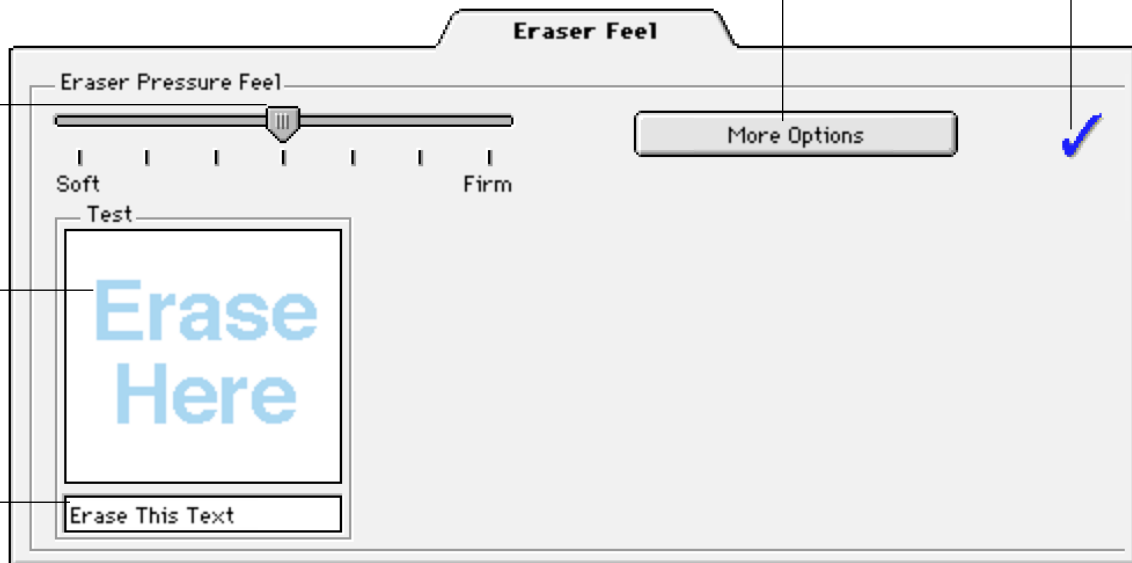 Eraser Feel
Eraser Pressure Feel
More Options
Soft
Firm
Test
Erase
Here
Erase This Text